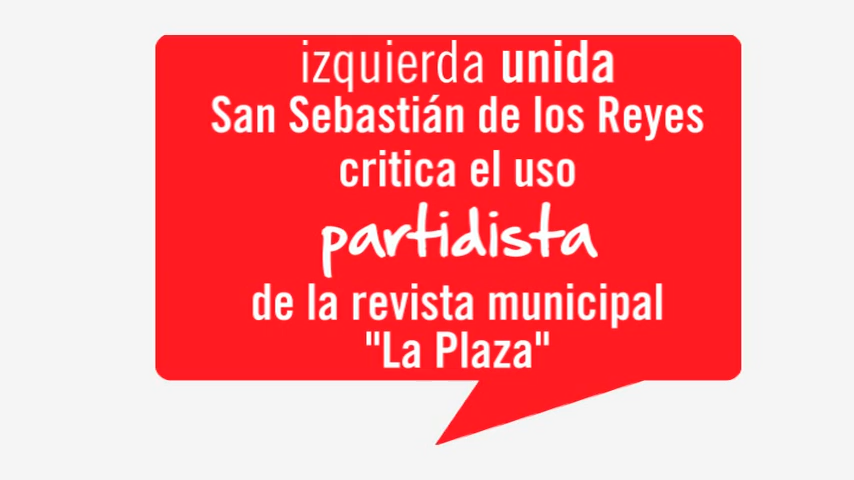 izquierda unida
San Sebastián de los Reyes
critica el uso
partidista
de la revista municipal
"La Plaza"